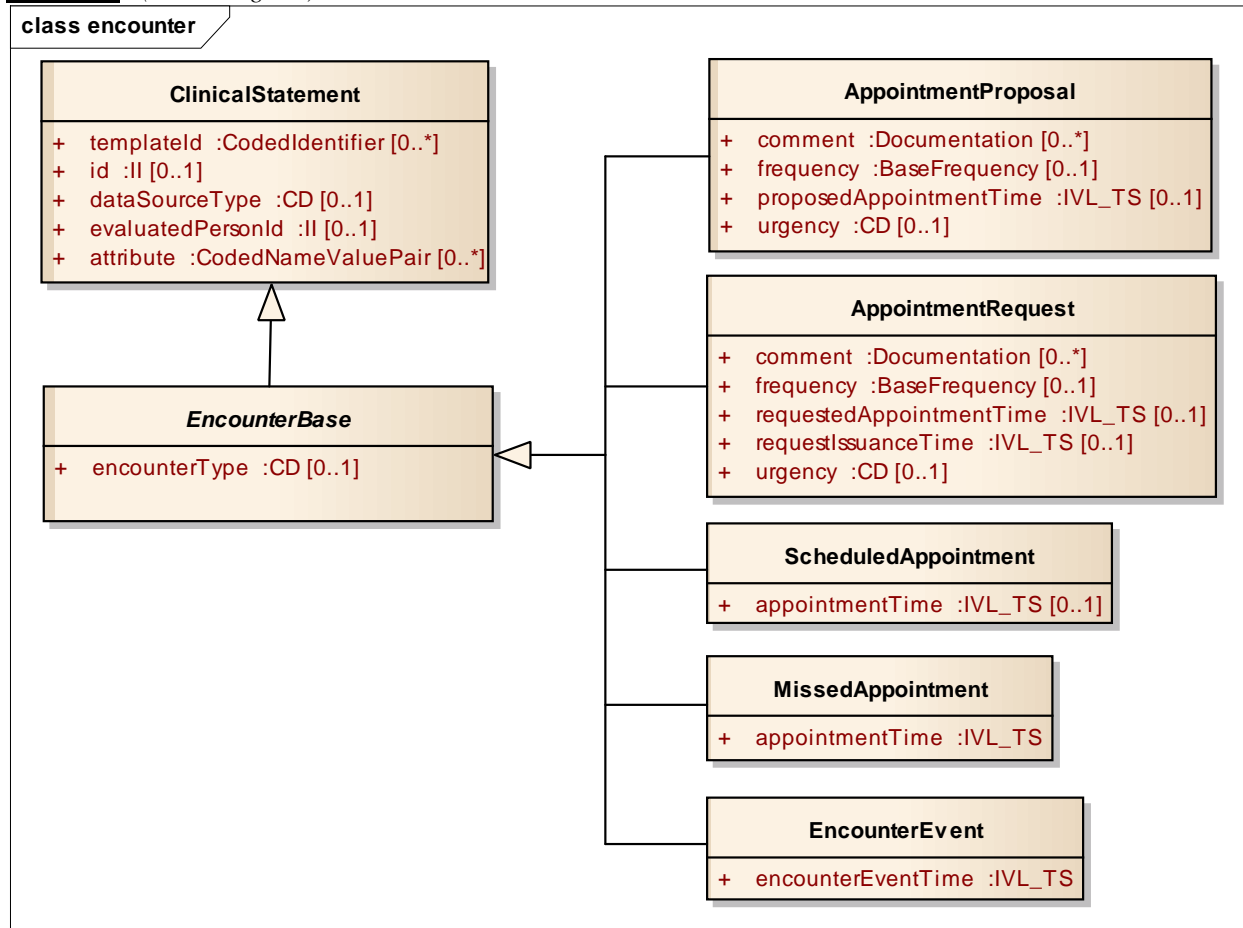 class encounter
ClinicalStatement
+ templateId :CodedIdentifier [0..*]
+ id :II [0..1]
+ dataSourceType :CD [0..1]
+ evaluatedPersonId :II [0..1]
+ attribute :CodedNameValuePair [0..*]
EncounterBase
+ encounterType :CD [0..1]
AppointmentProposal
+ comment :Documentation [0..*]
+ frequency :BaseFrequency [0..1]
+ proposedAppointmentTime :IVL_TS [0..1]
+ urgency :CD [0..1]
AppointmentRequest
+ comment :Documentation [0..*]
+ frequency :BaseFrequency [0..1]
+ requestedAppointmentTime :IVL_TS [0..1]
+ requestIssuanceTime :IVL_TS [0..1]
+ urgency :CD [0..1]
ScheduledAppointment
+ appointmentTime :IVL_TS [0..1]
MissedAppointment
+ appointmentTime :IVL_TS
EncounterEvent
+ encounterEventTime :IVL_TS